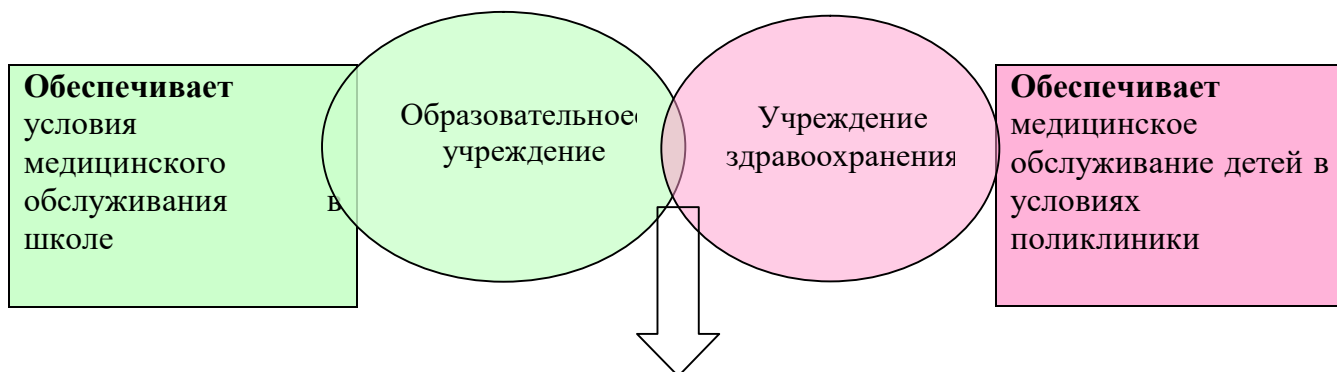 Обеспечивает
условия
медицинского
обслуживания в
школе
Образовательное
учреждение
Учреждение
здравоохранения
Обеспечивает
медицинское
обслуживание детей в
условиях
поликлиники